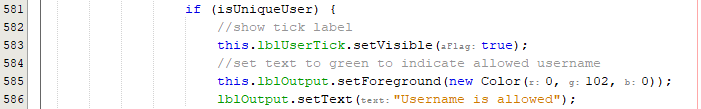 581 if (isUniqueUser) {
582 //show tick label
583 this.lblUserTick.setVisible(aFlag: true);
584 //set text to green to indicate allowed username
585 this.lblOutput.setForeground(new Color(r: 0, g: 102, b: 0));
586 lblOutput.setText(text: "Username is allowed");